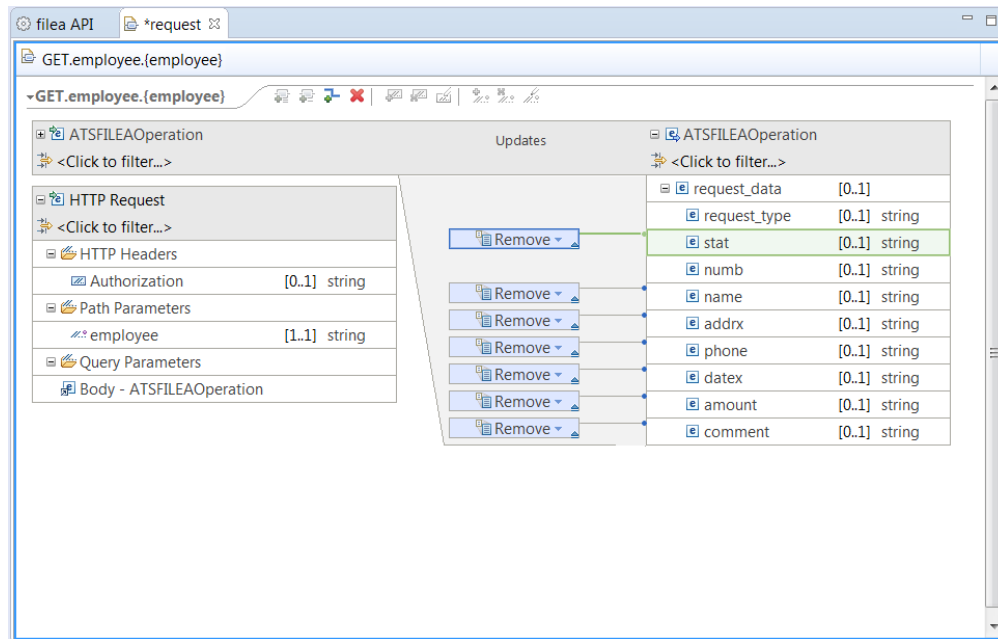 filea API
*request
GET.employee.{employee}
GET.employee.{employee}
ATSFILEAOperation
<Click to filter...>
Updates
ATSFILEAOperation
<Click to filter...>
HTTP Request
<Click to filter...>
HTTP Headers
Authorization [0..1] string
Path Parameters
employee [1..1] string
Query Parameters
Body - ATSFILEAOperation
Remove
Remove
Remove
Remove
Remove
Remove
Remove
request_data [0..1]
request_type [0..1] string
stat [0..1] string
numb [0..1] string
name [0..1] string
addrx [0..1] string
phone [0..1] string
datex [0..1] string
amount [0..1] string
comment [0..1] string